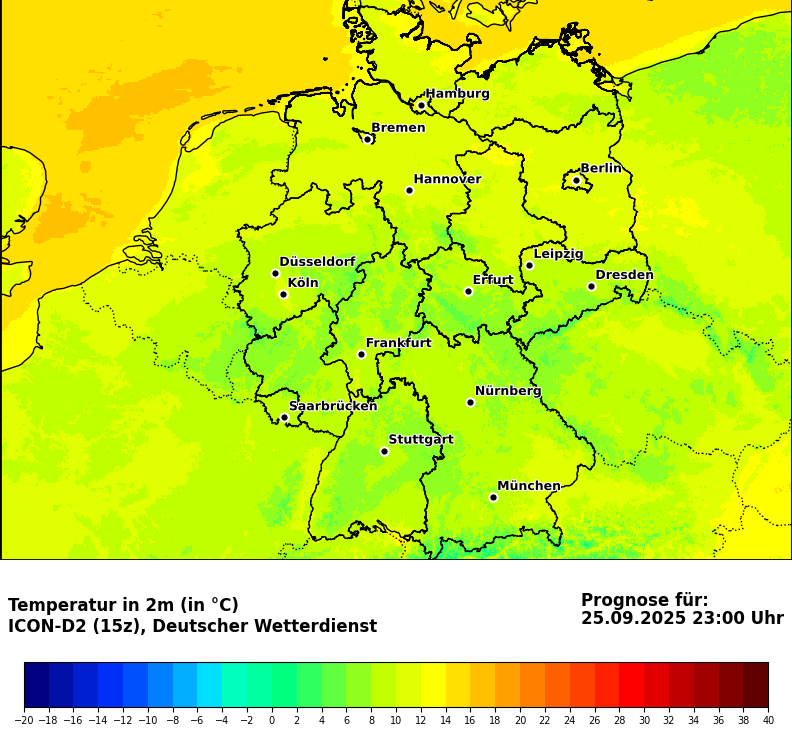 Hamburg
Bremen
Berlin
Hannover
Leipzig
Düsseldorf
Dresden
Köln
Erfurt
Frankfurt
Nürnberg
Saarbrücken
Stuttgart
München
Temperatur in 2m (in °C)
ICON-D2 (15z), Deutscher Wetterdienst
Prognose für:
25.09.2025 23:00 Uhr
−20 −18 −16 −14 −12 −10 −8 −6 −4 −2 0 2 4 6 8 10 12 14 16 18 20 22 24 26 28 30 32 34 36 38 40